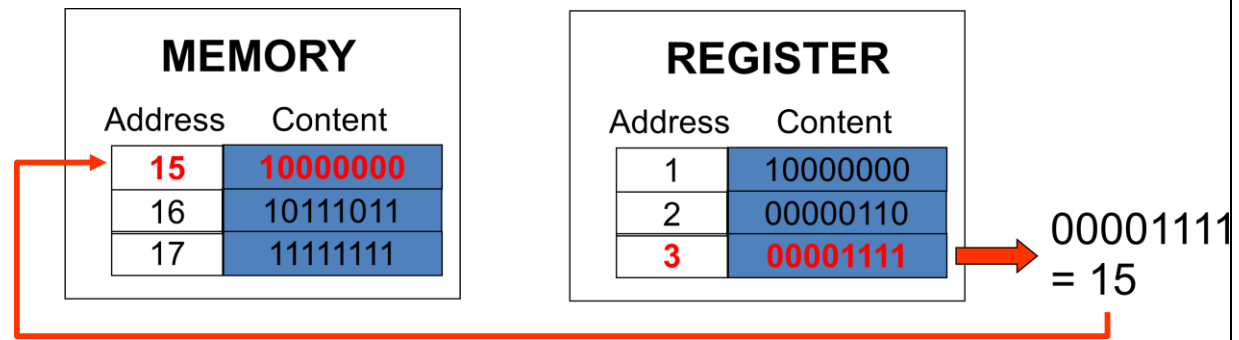 MEMORY
Address Content
15 10000000
16 10111011
17 11111111
REGISTER
Address Content
1 10000000
2 00000110
3 00001111
00001111
= 15